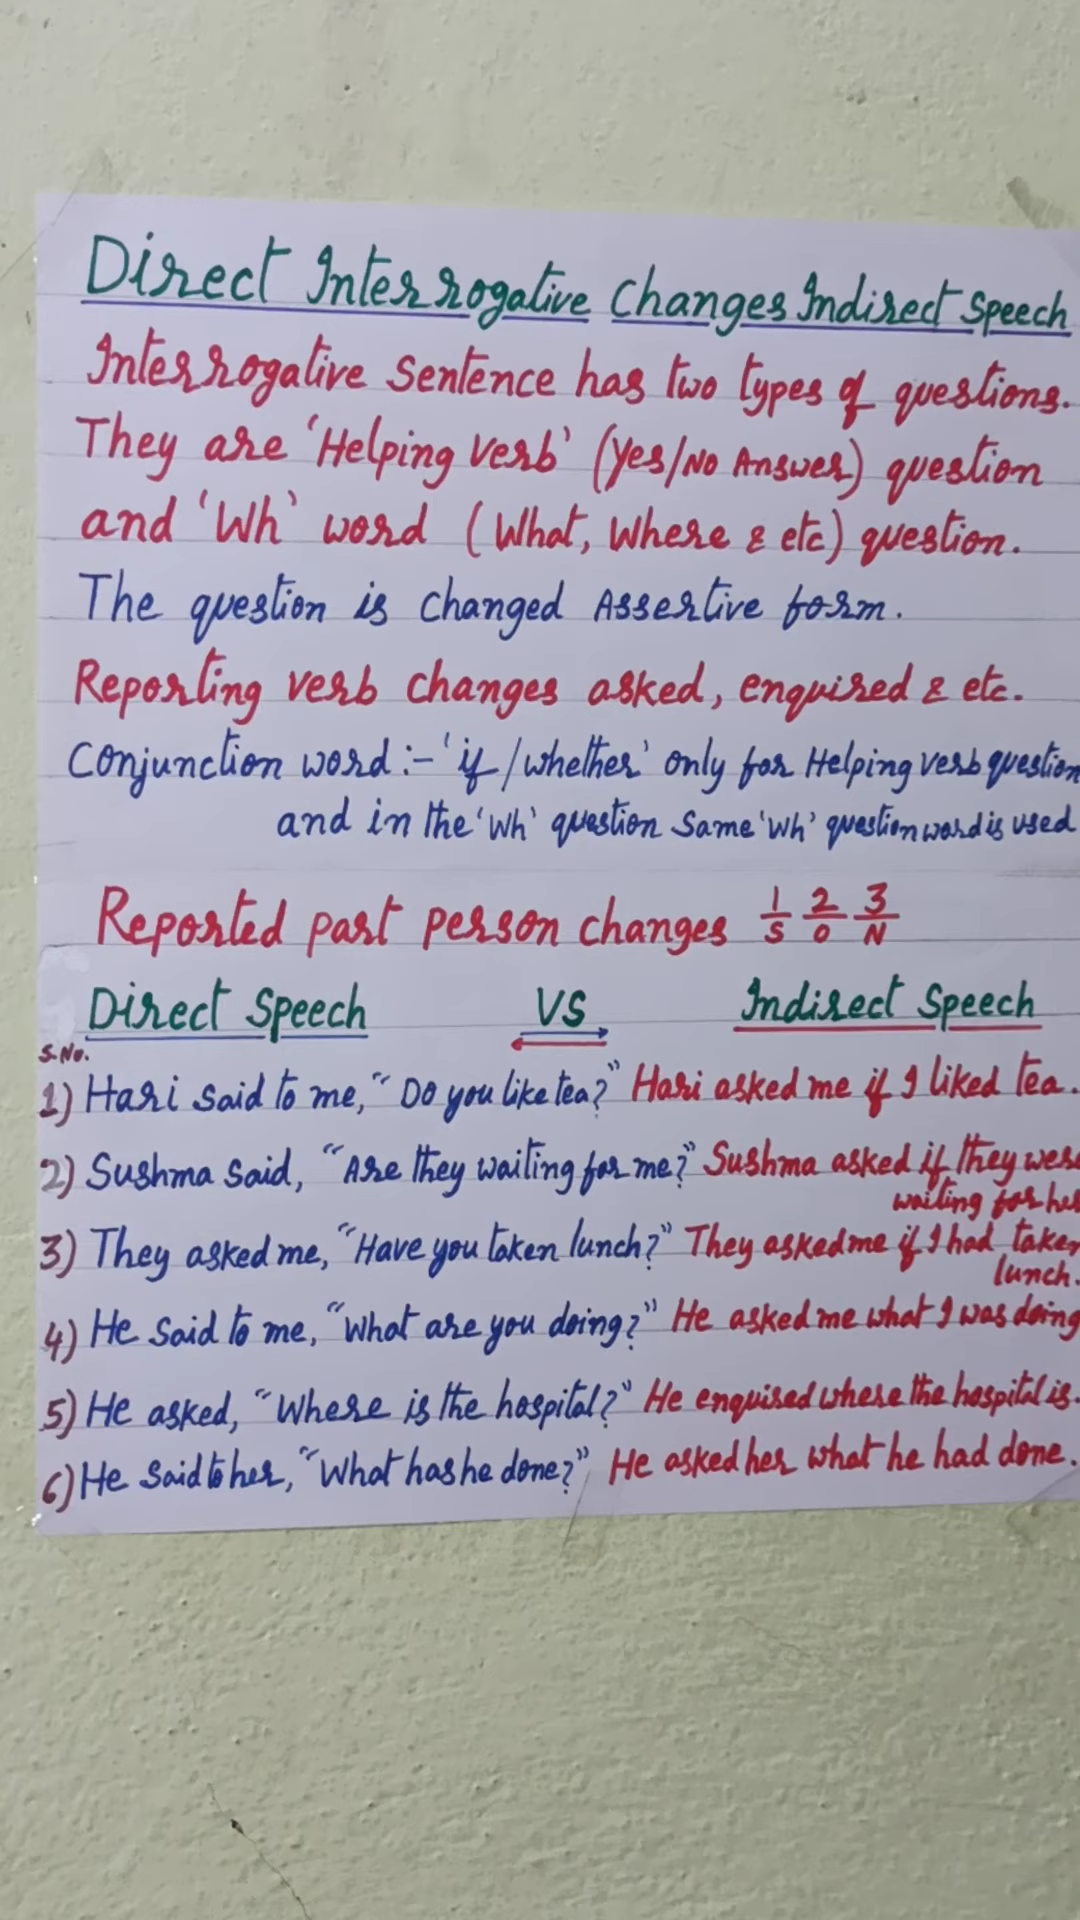 Direct Interrogative Changes Indirect Speech
Interrogative Sentence has two types of questions.
They are 'Helping verb' (Yes/No Answer) question
and 'Wh' word (What, Where & etc) question.
The question is changed Assertive form.
Reporting verb changes asked, enquired & etc.
Conjunction word :- 'if/whether' only for Helping verb question
and in the 'Wh' question Same 'Wh' question word is used
Reported part person changes 1/S 2/O 3/N
Direct Speech VS Indirect Speech
S.No.
1) Hari said to me, "Do you like tea?" Hari asked me if I liked tea.
2) Sushma said, "Are they waiting for me?" Sushma asked if they were
waiting for her
3) They asked me, "Have you taken lunch?" They asked me if I had taken
lunch.
4) He said to me, "What are you doing?" He asked me what I was doing
5) He asked, "Where is the hospital?" He enquired where the hospital is.
6) He said to her, "What has he done?" He asked her what he had done.